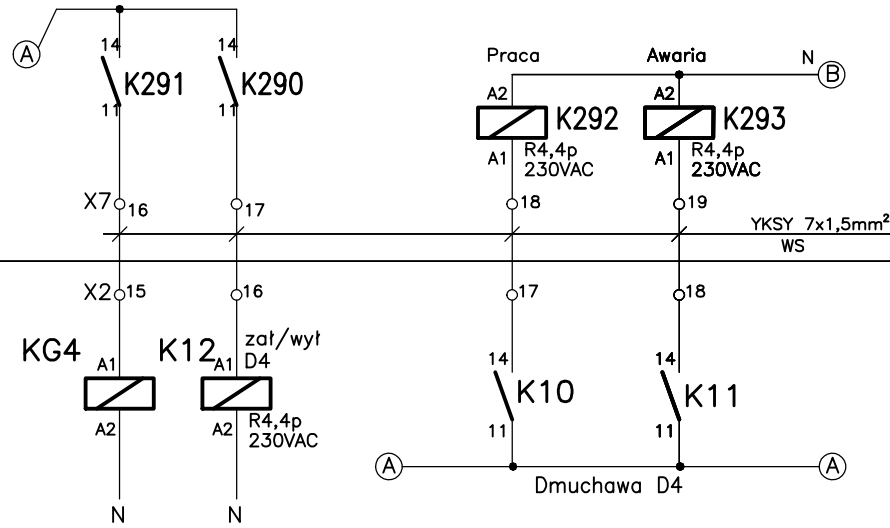 A
14
K291
11
14
K290
11
Praca
Awaria
N
B
A2
K292
A1
R4,4p
230VAC
A2
K293
A1
R4,4p
230VAC
X7
16
17
18
19
YKSY 7x1,5mm²
WS
X2
15
16
17
18
KG4
A1
A2
N
K12
A1
zał/wył
D4
A2
R4,4p
230VAC
N
14
K10
11
14
K11
11
A
A
Dmuchawa D4